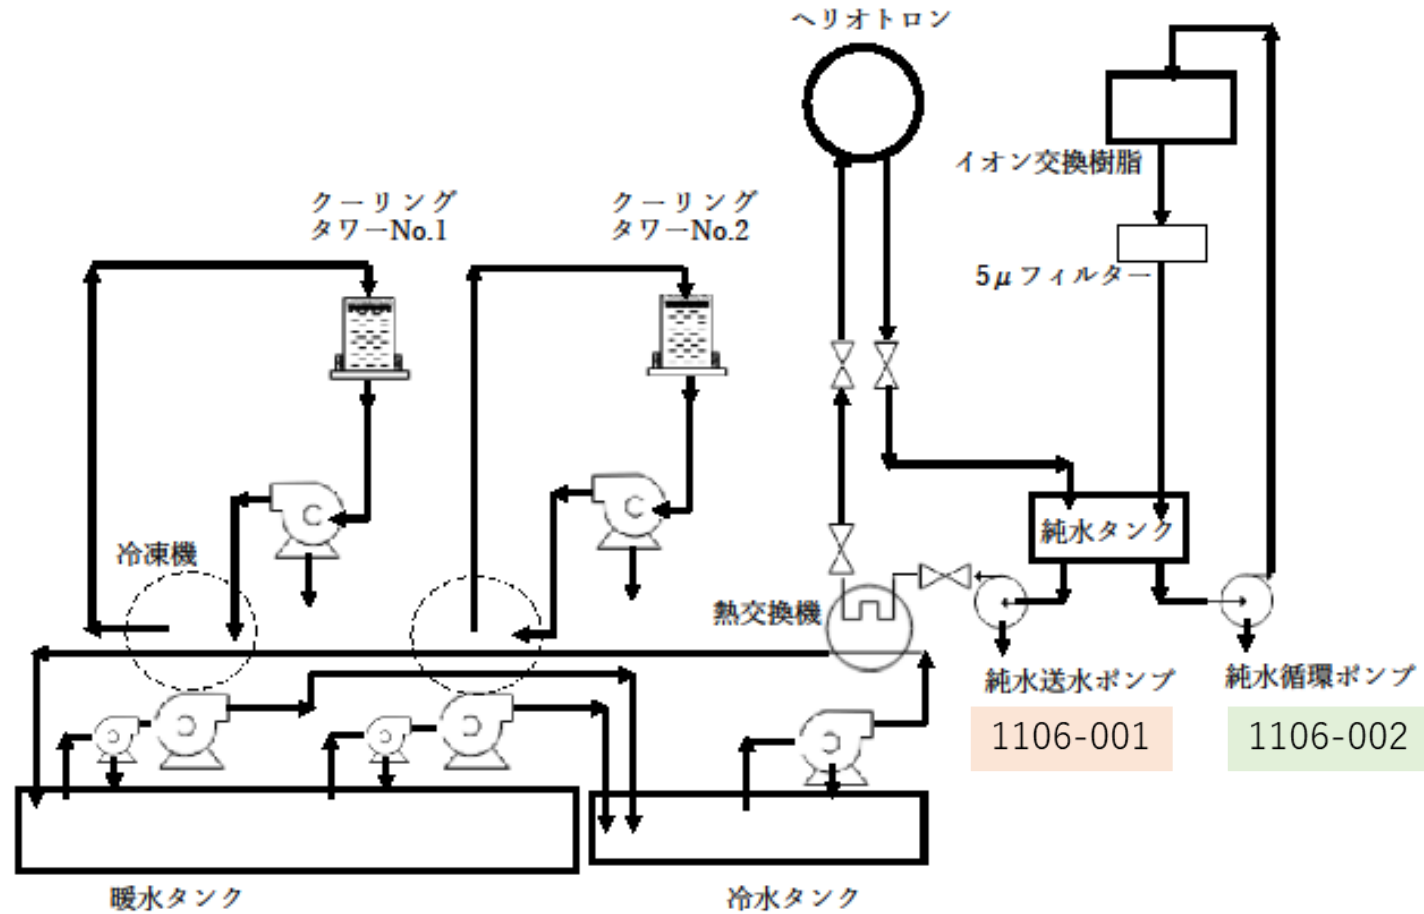 ヘリオトロン
イオン交換樹脂
クーリング
タワーNo.1
クーリング
タワーNo.2
5μフィルター
純水タンク
冷凍機
熱交換機
純水送水ポンプ
純水循環ポンプ
1106-001
1106-002
暖水タンク
冷水タンク